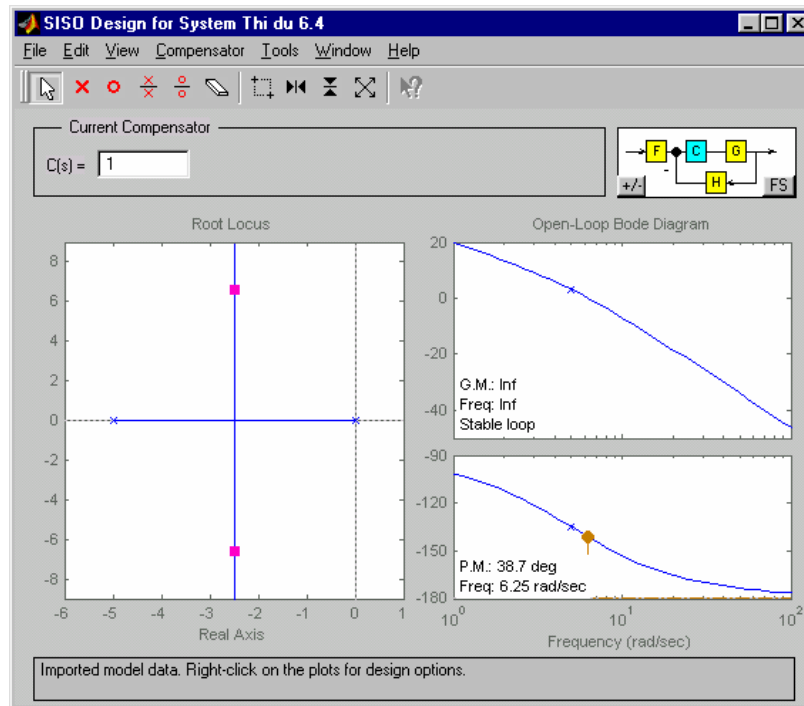 SISO Design for System Thi du 6.4
File Edit View Compensator Tools Window Help
Current Compensator
C(s) = 1
F C G
H
+/- FS
Root Locus
8
6
4
2
0
-2
-4
-6
-8
-6 -5 -4 -3 -2 -1 0 1
Real Axis
Open-Loop Bode Diagram
20
0
-20
-40
G.M.: Inf
Freq: Inf
Stable loop
-90
-120
-150
-180
P.M.: 38.7 deg
Freq: 6.25 rad/sec
10^0 10^1 10^2
Frequency (rad/sec)
Imported model data. Right-click on the plots for design options.